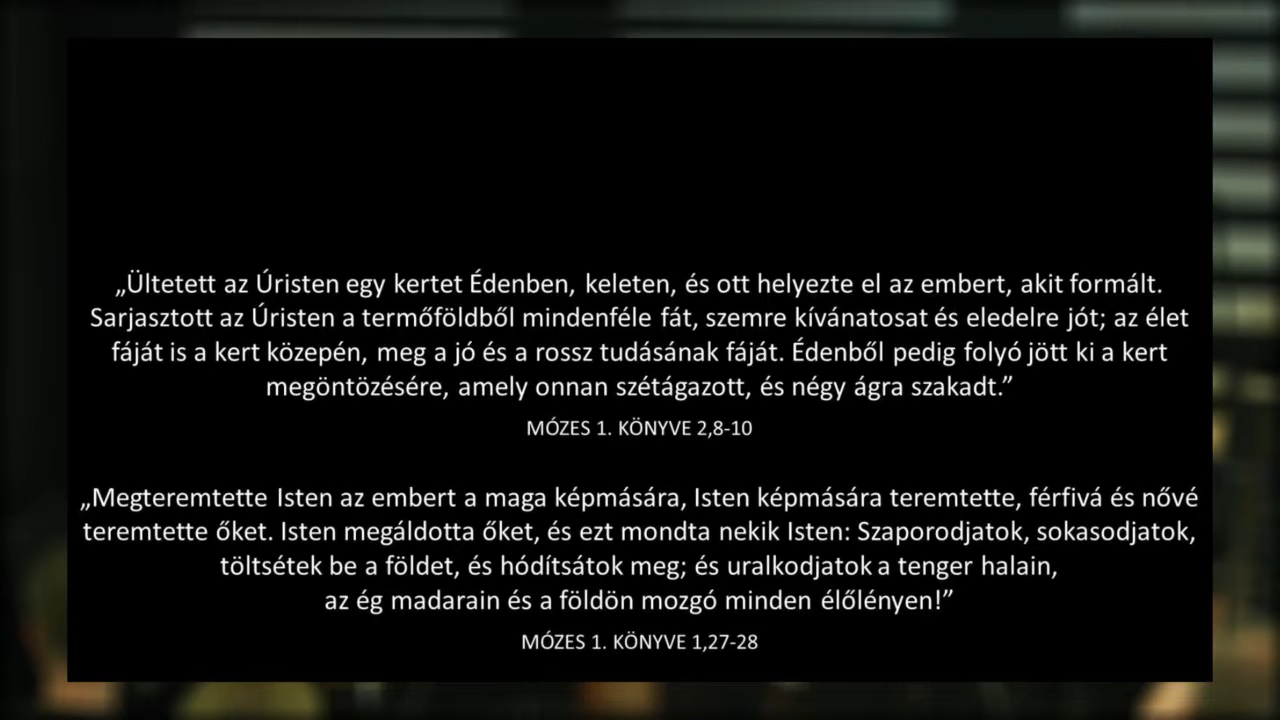 „Ültetett az Úristen egy kertet Édenben, keleten, és ott helyezte el az embert, akit formált.
Sarjasztott az Úristen a termőföldből mindenféle fát, szemre kívánatosat és eledelre jót; az élet
fáját is a kert közepén, meg a jó és a rossz tudásának fáját. Édenből pedig folyó jött ki a kert
megöntözésére, amely onnan szétágazott, és négy ágra szakadt.”
MÓZES 1. KÖNYVE 2,8-10
„Megteremtette Isten az embert a maga képmására, Isten képmására teremtette, férfivá és nővé
teremtette őket. Isten megáldotta őket, és ezt mondta nekik Isten: Szaporodjatok, sokasodjatok,
töltsétek be a földet, és hódítsátok meg; és uralkodjatok a tenger halain,
az ég madarain és a földön mozgó minden élőlényen!”
MÓZES 1. KÖNYVE 1,27-28